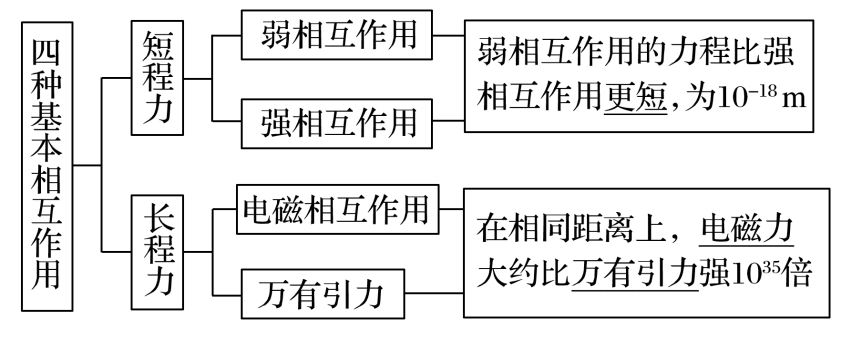 四种基本相互作用
短程力
弱相互作用
强相互作用
弱相互作用的力程比强
相互作用更短，为10⁻¹⁸ m
长程力
电磁相互作用
万有引力
在相同距离上，电磁力
大约比万有引力强10³⁵倍